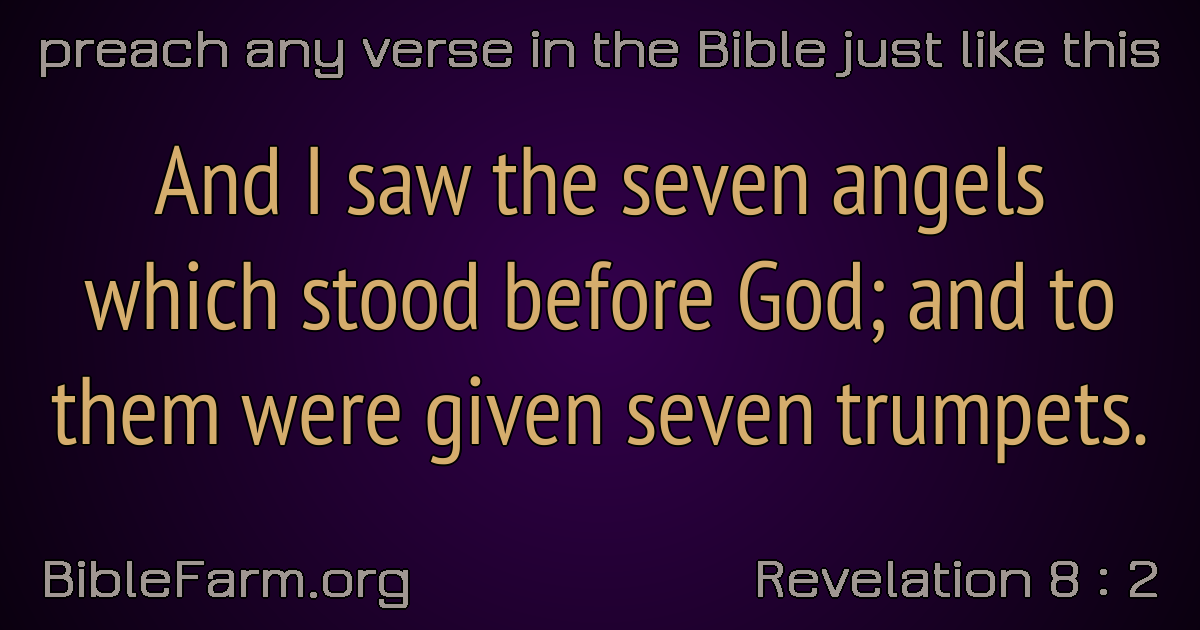 preach any verse in the Bible just like this
And I saw the seven angels
which stood before God; and to
them were given seven trumpets.
BibleFarm.org
Revelation 8 : 2